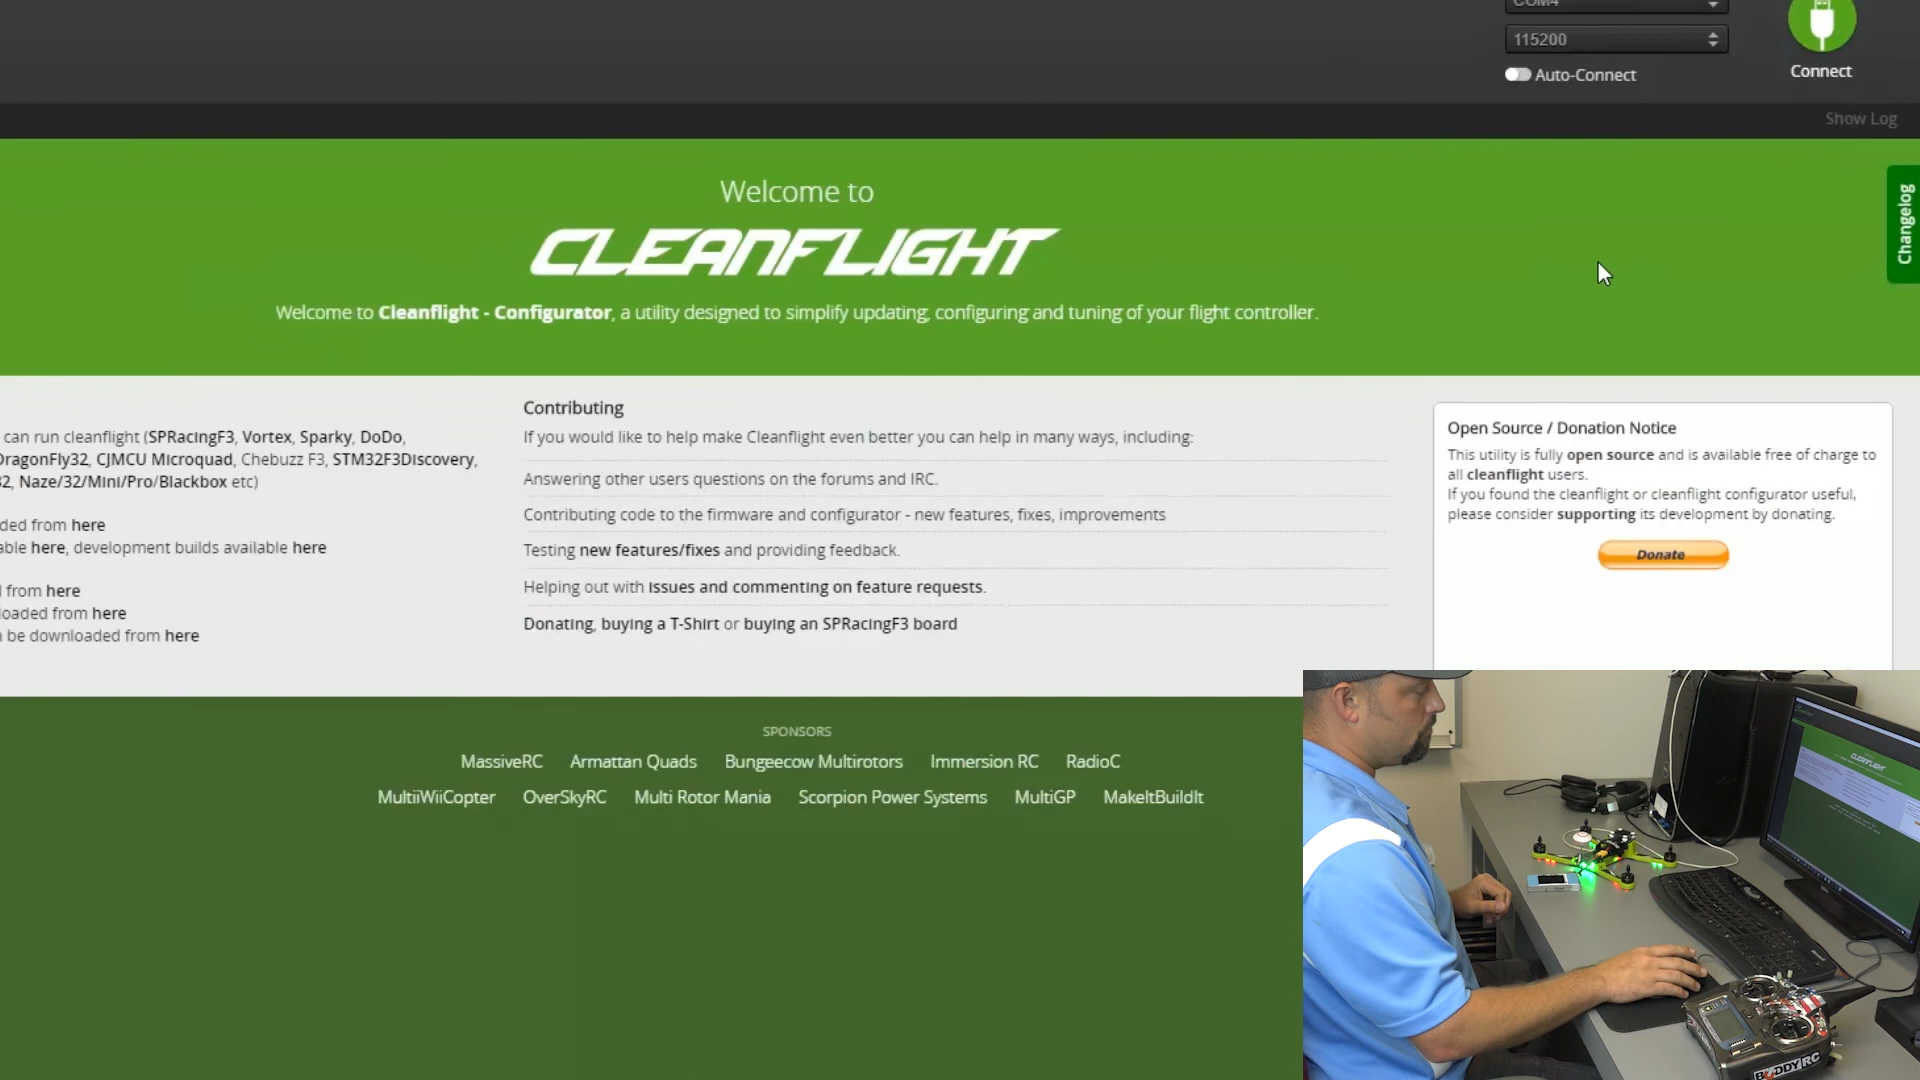 COM4
115200
Auto-Connect
Connect
Show Log
Changelog
Welcome to
CLEANFLIGHT
Welcome to Cleanflight - Configurator, a utility designed to simplify updating, configuring and tuning of your flight controller.
can run cleanflight (SPRacingF3, Vortex, Sparky, DoDo,
DragonFly32, CJMCU Microquad, Chebuzz F3, STM32F3Discovery,
Naze/32/Mini/Pro/Blackbox etc)
ded from here
able here, development builds available here
from here
loaded from here
be downloaded from here
Contributing
If you would like to help make Cleanflight even better you can help in many ways, including:
Answering other users questions on the forums and IRC.
Contributing code to the firmware and configurator - new features, fixes, improvements
Testing new features/fixes and providing feedback.
Helping out with issues and commenting on feature requests.
Donating, buying a T-Shirt or buying an SPRacingF3 board
Open Source / Donation Notice
This utility is fully open source and is available free of charge to
all cleanflight users.
If you found the cleanflight or cleanflight configurator useful,
please consider supporting its development by donating.
Donate
SPONSORS
MassiveRC Armattan Quads Bungeecow Multirotors Immersion RC RadioC
MultiWiiCopter OverSkyRC Multi Rotor Mania Scorpion Power Systems MultiGP MakeItBuildIt
CLEANFLIGHT
BUDDY RC